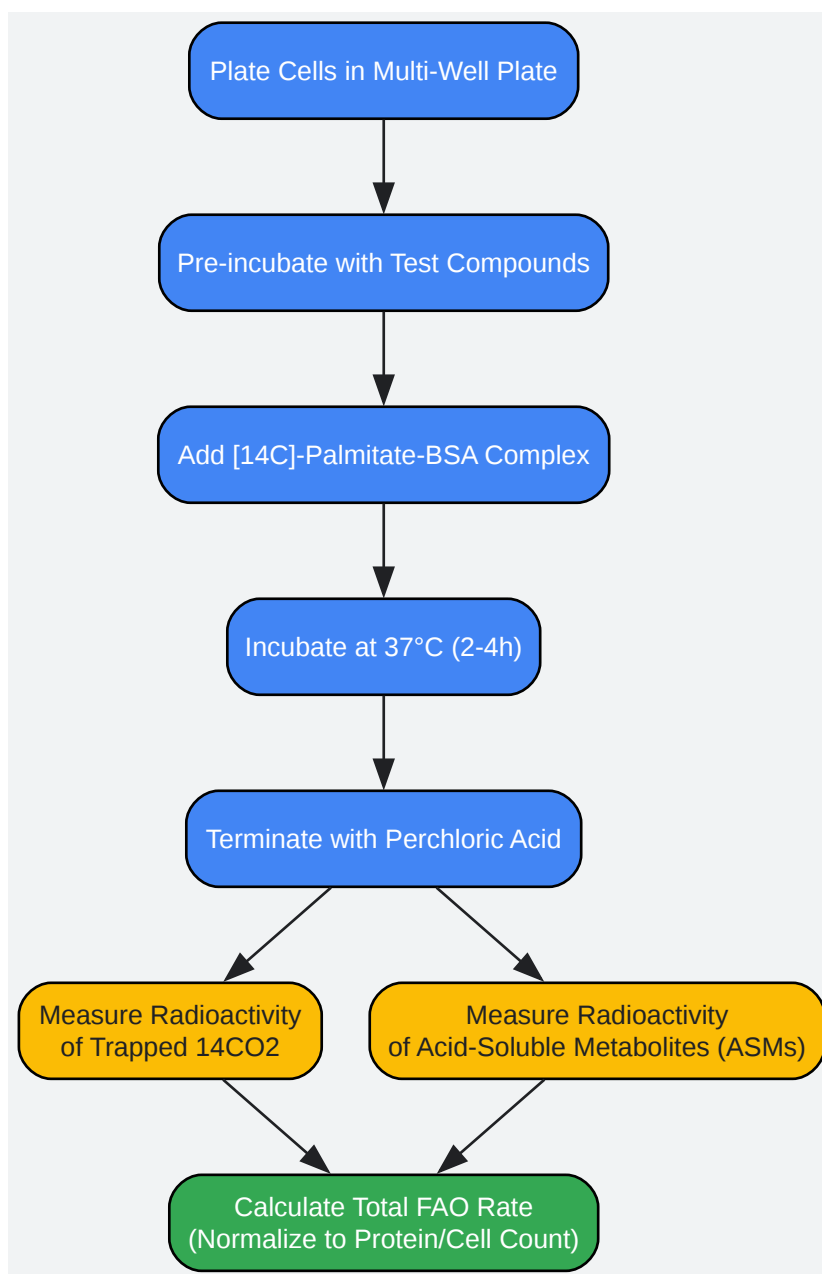 Plate Cells in Multi-Well Plate
Pre-incubate with Test Compounds
Add [14C]-Palmitate-BSA Complex
Incubate at 37°C (2-4h)
Terminate with Perchloric Acid
Measure Radioactivity
of Trapped 14CO2
Measure Radioactivity
of Acid-Soluble Metabolites (ASMs)
Calculate Total FAO Rate
(Normalize to Protein/Cell Count)